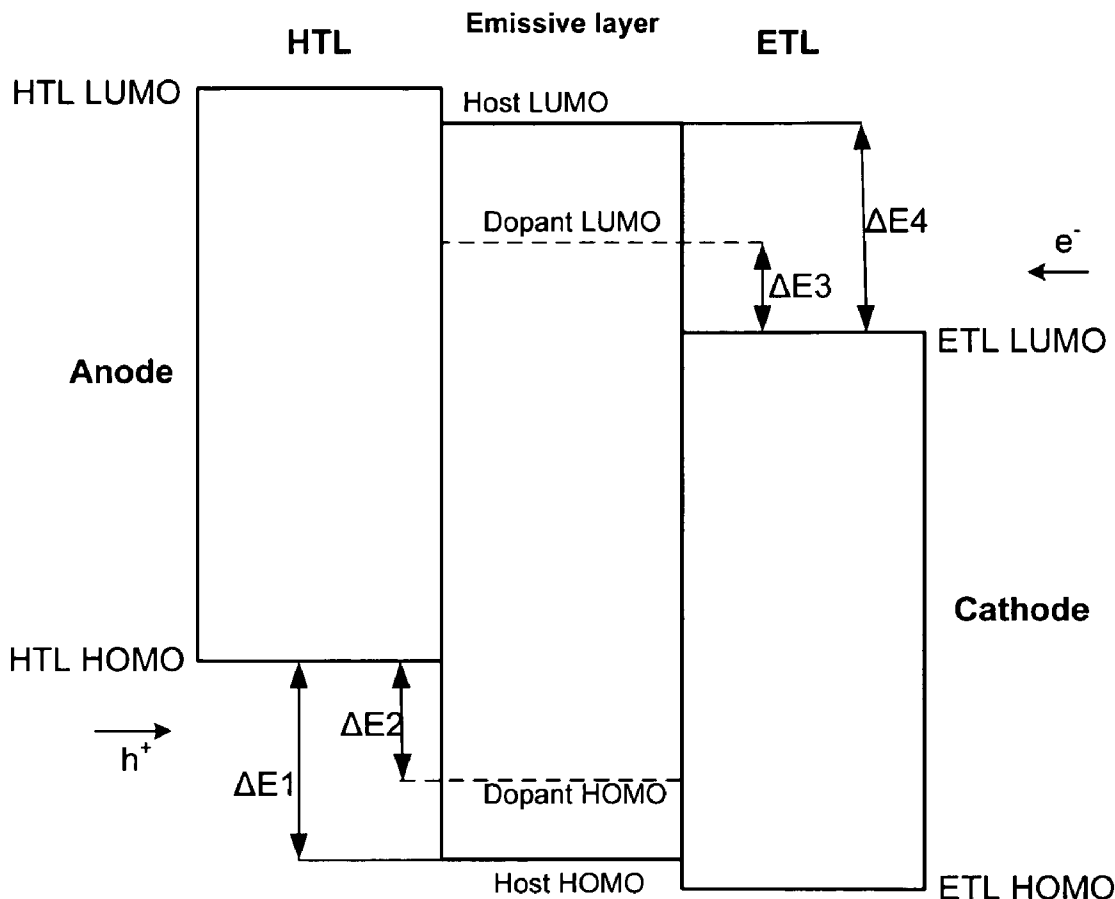 Emissive layer
HTL
ETL
HTL LUMO
Host LUMO
Dopant LUMO
ΔE4
e⁻
ΔE3
ETL LUMO
Anode
Cathode
HTL HOMO
ΔE2
h⁺
ΔE1
Dopant HOMO
Host HOMO
ETL HOMO